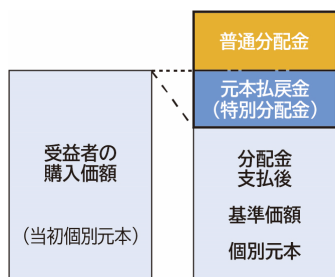 普通分配金
元本払戻金
（特別分配金）
受益者の
購入価額
（当初個別元本）
分配金
支払後
基準価額
個別元本